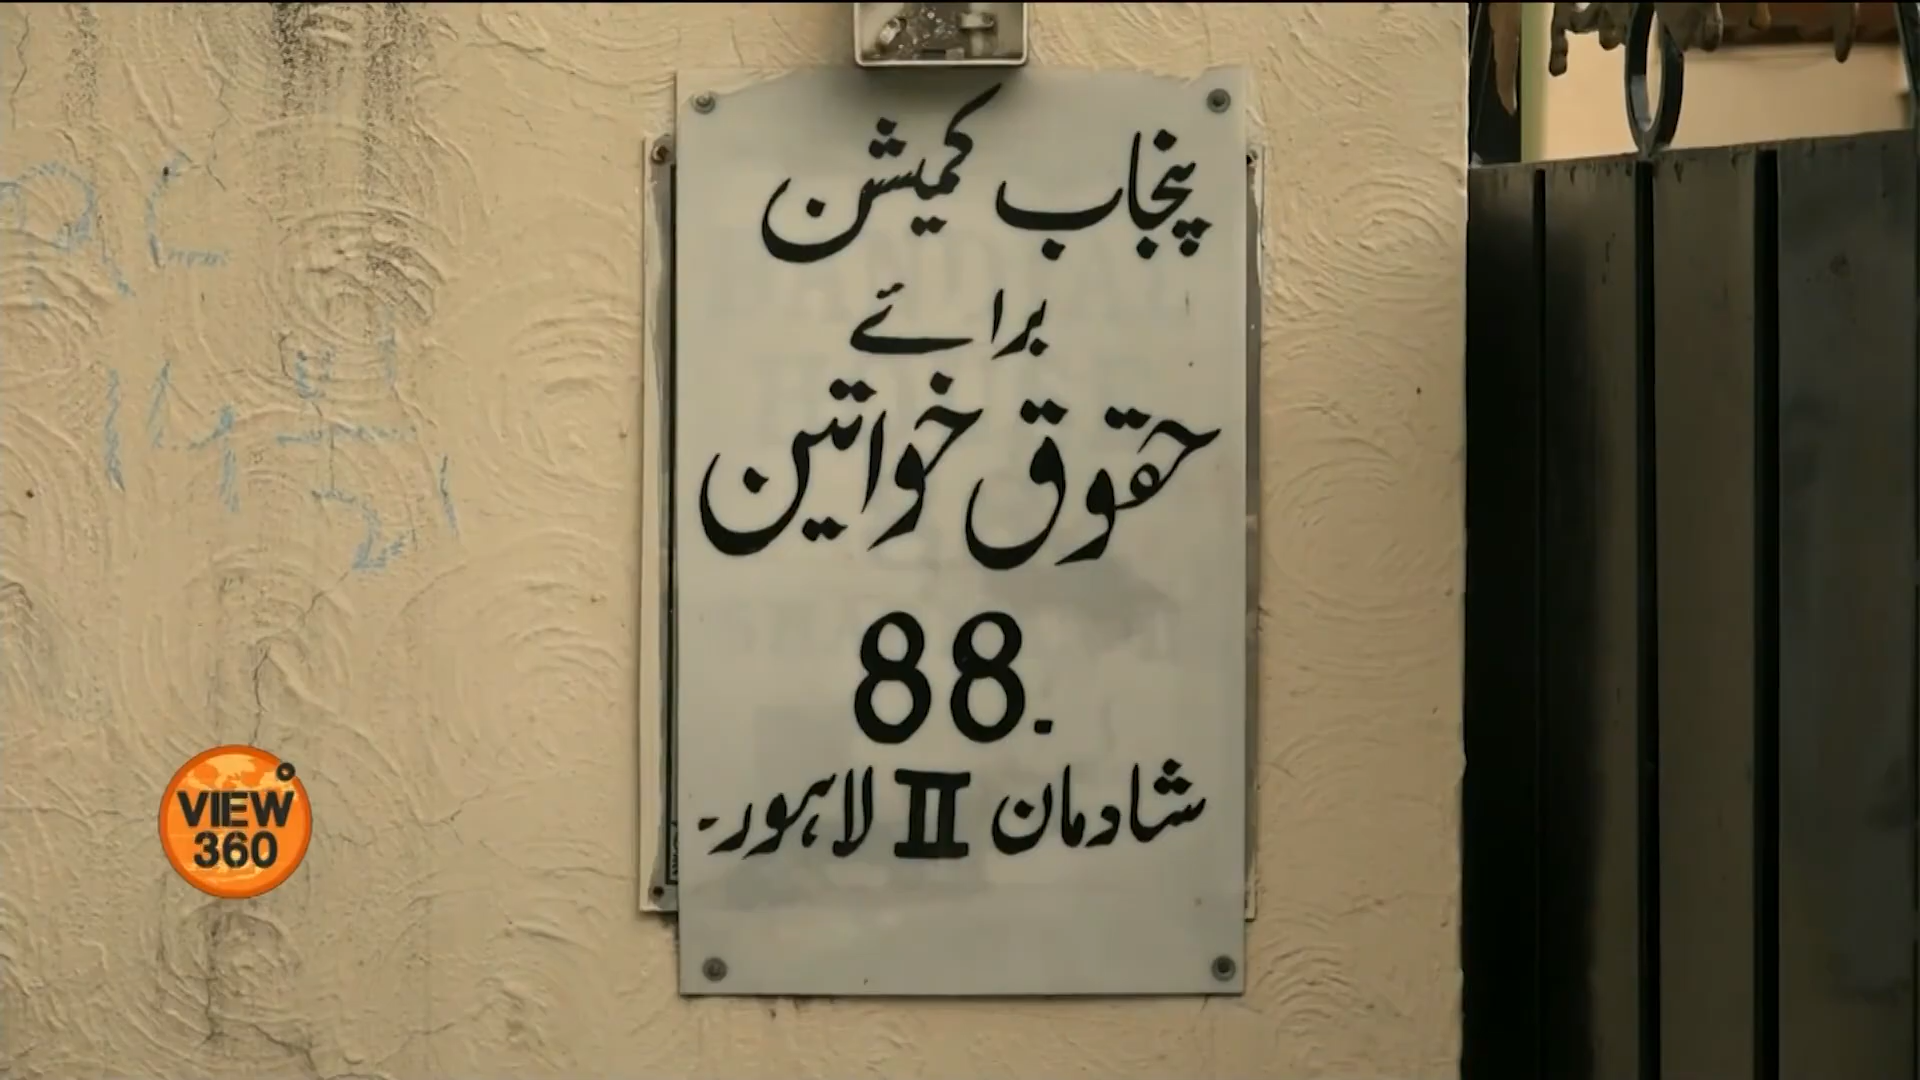 پنجاب کمیشن
برائے
حقوق خواتین
88.
شادمان II لاہور۔
VIEW
360°